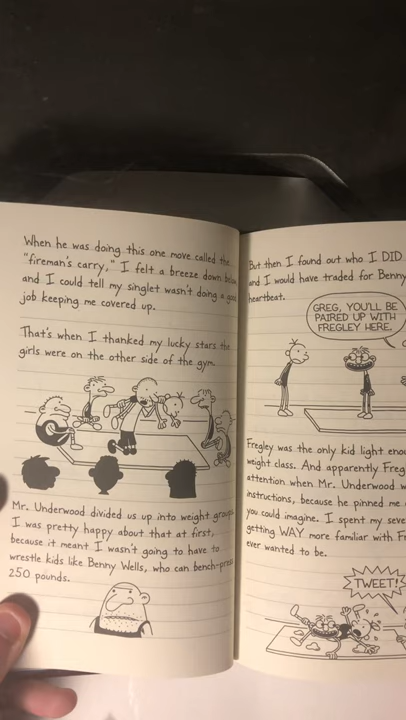 When he was doing this one move called the
"fireman's carry," I felt a breeze down below
and I could tell my singlet wasn't doing a good
job keeping me covered up.
That's when I thanked my lucky stars the
girls were on the other side of the gym.
Mr. Underwood divided us up into weight groups.
I was pretty happy about that at first,
because it meant I wasn't going to have to
wrestle kids like Benny Wells, who can bench-press
250 pounds.
But then I found out who I DID
and I would have traded for Benny
heartbeat.
GREG, YOU'LL BE
PAIRED UP WITH
FREGLEY HERE.
Fregley was the only kid light
weight class. And apparently
attention when Mr. Underwood
instructions, because he pinned me
you could imagine. I spent my
getting WAY more familiar with
ever wanted to be.
TWEET!